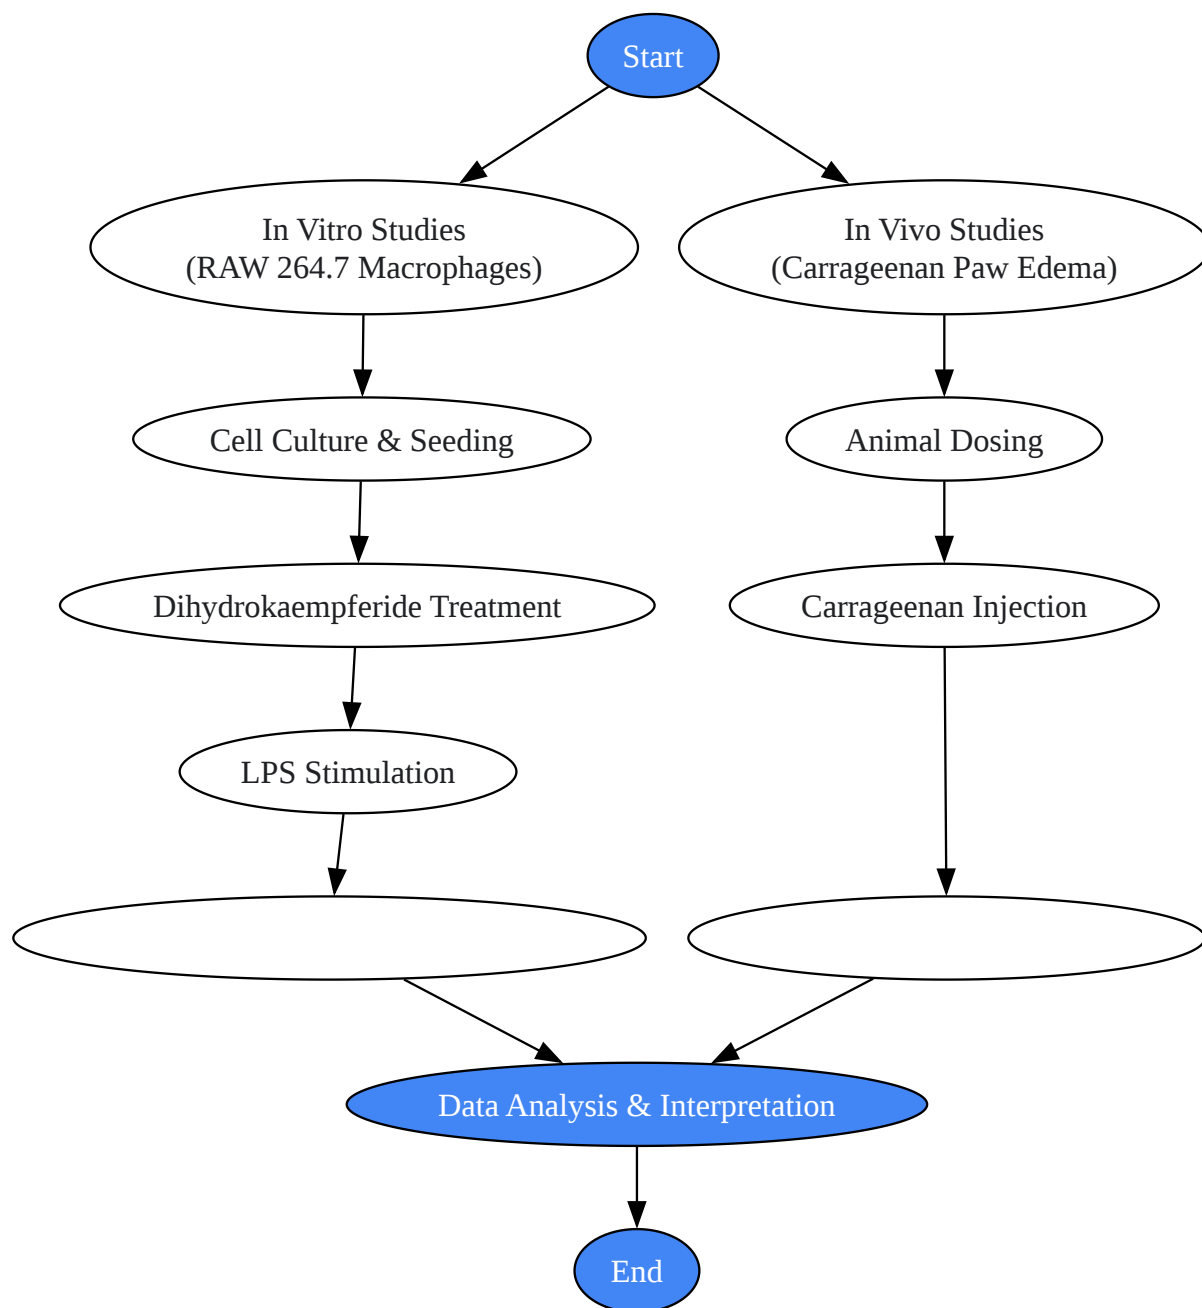 Start
In Vitro Studies
(RAW 264.7 Macrophages)
In Vivo Studies
(Carrageenan Paw Edema)
Cell Culture & Seeding
Animal Dosing
Dihydrokaempferide Treatment
Carrageenan Injection
LPS Stimulation
Data Analysis & Interpretation
End